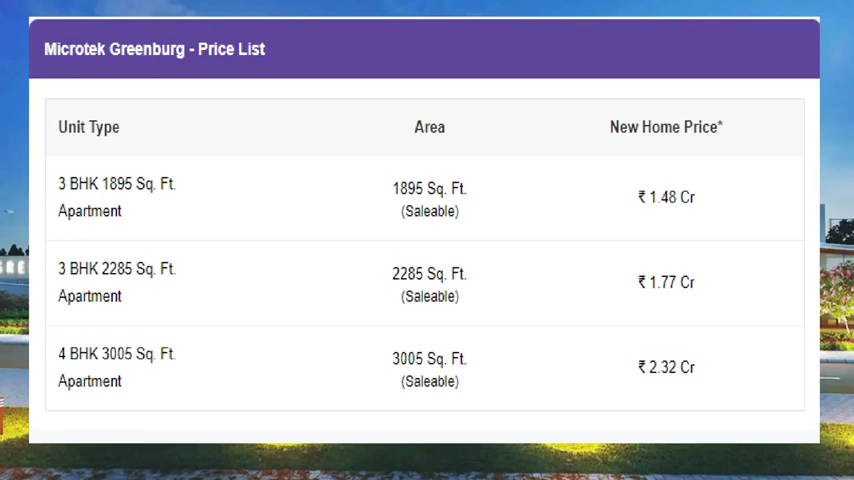 Microtek Greenburg - Price List
Unit Type Area New Home Price*
3 BHK 1895 Sq. Ft.
Apartment
1895 Sq. Ft.
(Saleable)
₹ 1.48 Cr
3 BHK 2285 Sq. Ft.
Apartment
2285 Sq. Ft.
(Saleable)
₹ 1.77 Cr
4 BHK 3005 Sq. Ft.
Apartment
3005 Sq. Ft.
(Saleable)
₹ 2.32 Cr